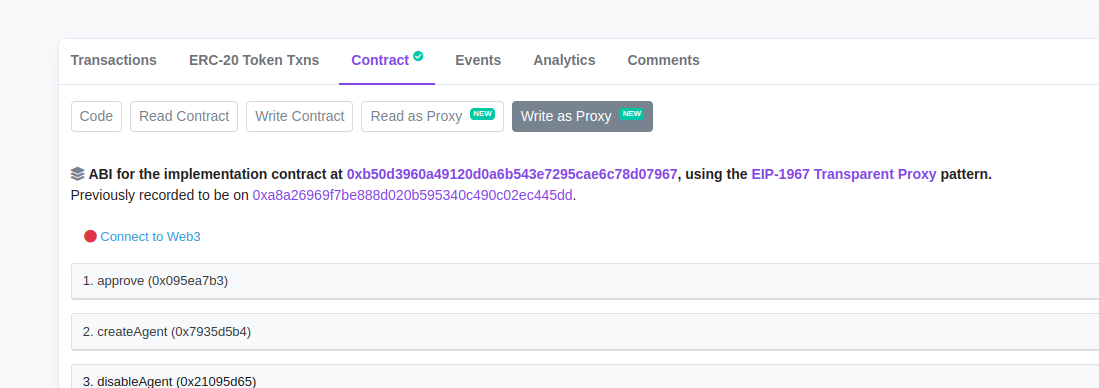 Transactions ERC-20 Token Txns Contract Events Analytics Comments
Code Read Contract Write Contract Read as Proxy NEW Write as Proxy NEW
ABI for the implementation contract at 0xb50d3960a49120d0a6b543e7295cae6c78d07967, using the EIP-1967 Transparent Proxy pattern.
Previously recorded to be on 0xa8a26969f7be888d020b595340c490c02ec445dd.
Connect to Web3
1. approve (0x095ea7b3)
2. createAgent (0x7935d5b4)
3. disableAgent (0x21095d65)